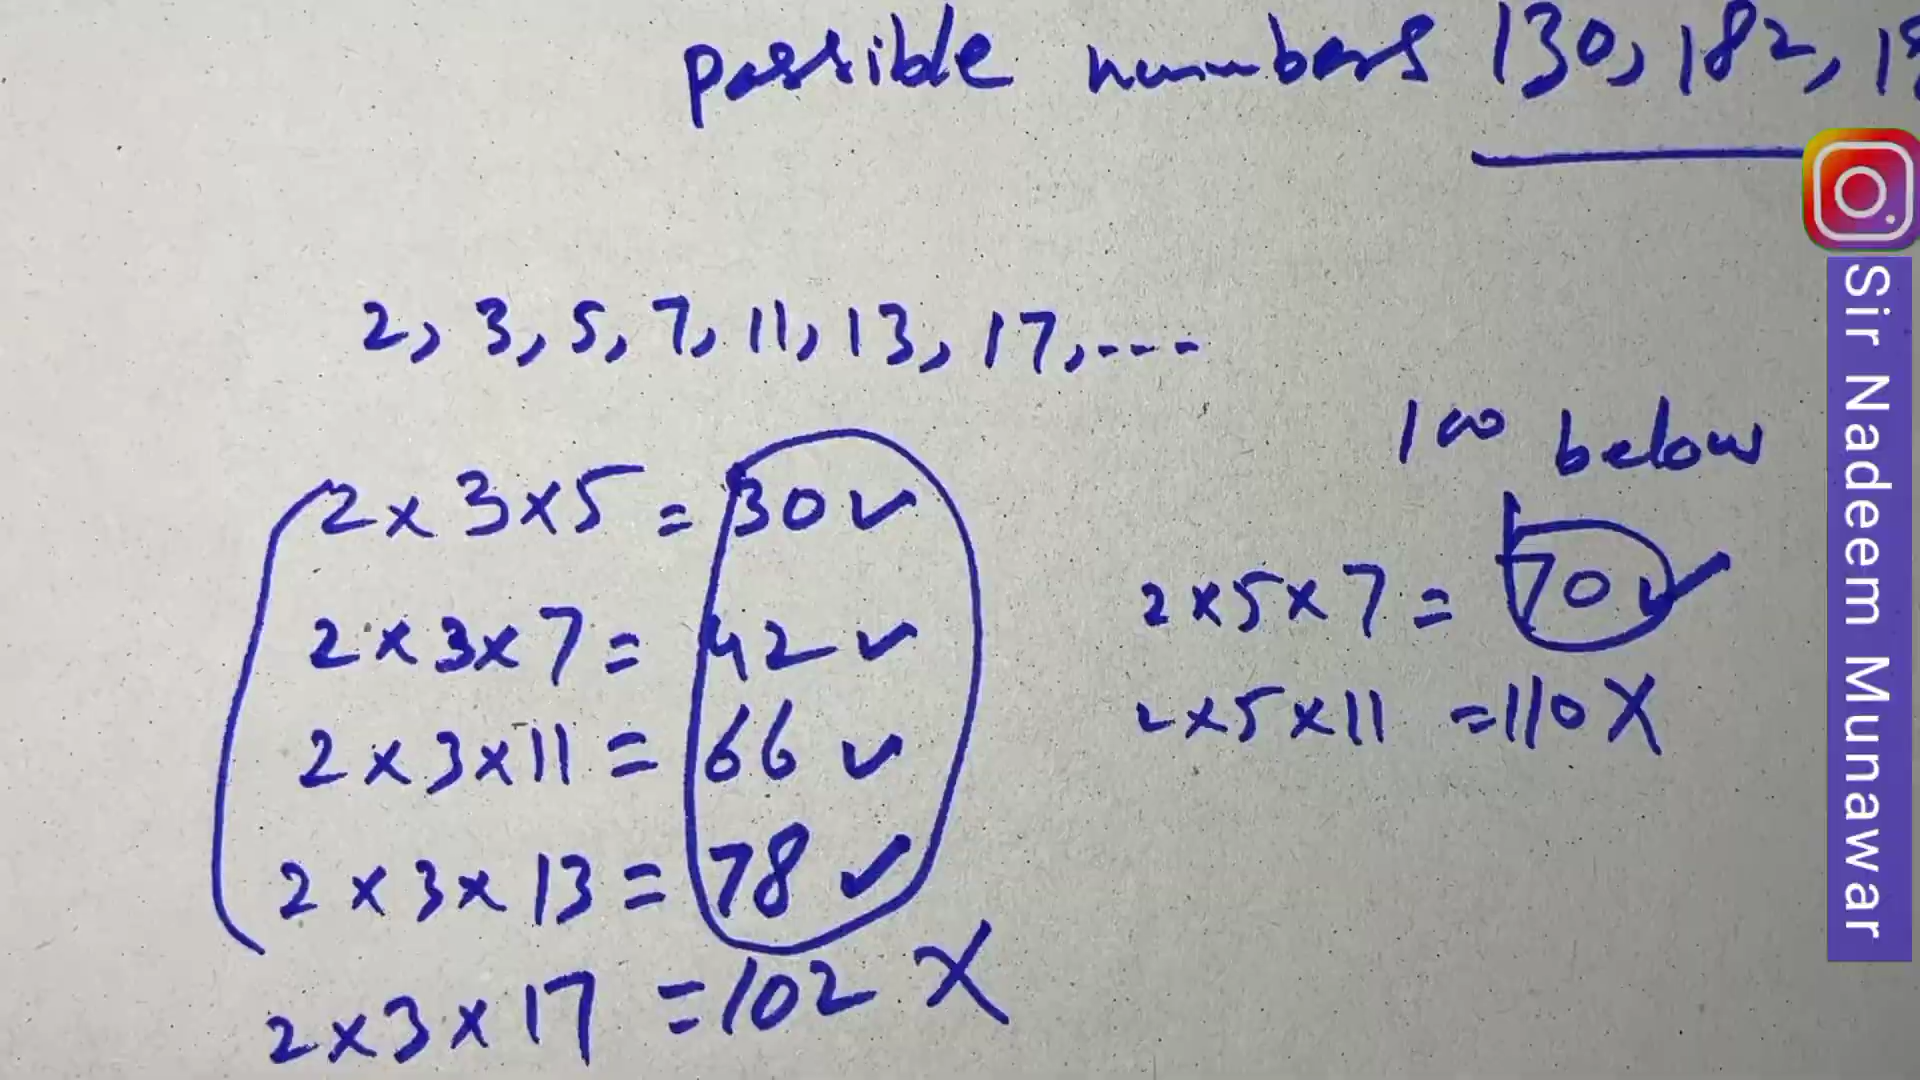 possible numbers 130, 182, 1
2, 3, 5, 7, 11, 13, 17, ---
100 below
2 x 3 x 5 = 30 ✓
2 x 3 x 7 = 42 ✓
2 x 3 x 11 = 66 ✓
2 x 3 x 13 = 78 ✓
2 x 3 x 17 = 102 X
2 x 5 x 7 = 70 ✓
2 x 5 x 11 = 110 X
Sir Nadeem Munawar